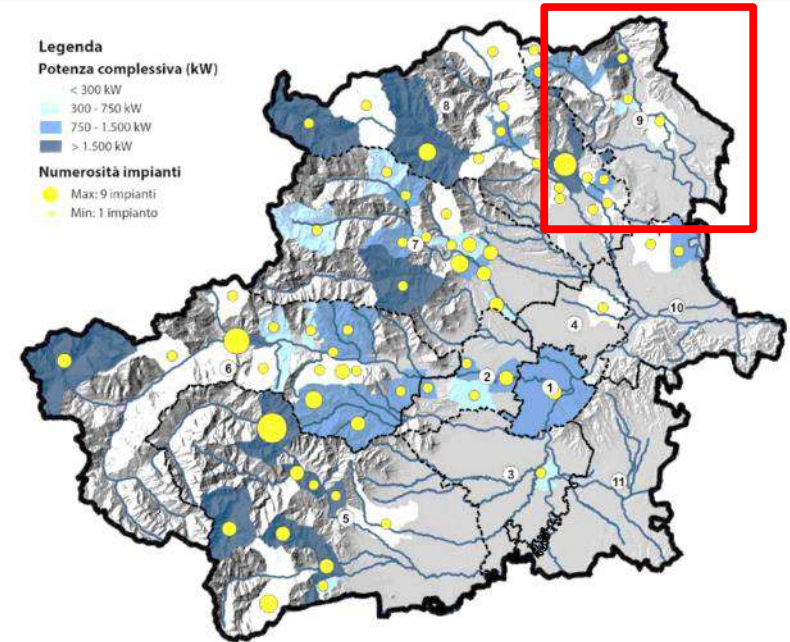 Legenda
Potenza complessiva (kW)
< 300 kW
300 - 750 kW
750 - 1.500 kW
> 1.500 kW
Numerosità impianti
Max: 9 impianti
Min: 1 impianto
8
9
7
10
4
6
2
1
3
11
5